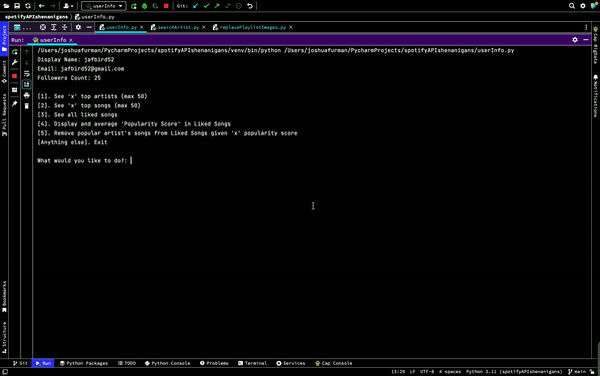 userInfo
Git:
spotifyAPIshenanigans
userInfo.py
userInfo.py
searchArtist.py
replacePlaylistImages.py
Run:
userInfo
/Users/joshuafurman/PycharmProjects/spotifyAPIshenanigans/venv/bin/python /Users/joshuafurman/PycharmProjects/spotifyAPIshenanigans/userInfo.py
Display Name: jafbird52
Email: jafbird52@gmail.com
Followers Count: 25
[1]. See 'x' top artists (max 50)
[2]. See 'x' top songs (max 50)
[3]. See all liked songs
[4]. Display and average 'Popularity Score' in Liked Songs
[5]. Remove popular artist's songs from Liked Songs given 'x' popularity score
[Anything else]. Exit
What would you like to do?:
Project
Commit
Pull Requests
Bookmarks
Structure
Cap BigData
Notifications
Git
Run
Python Packages
TODO
Python Console
Problems
Terminal
Services
Cap Console
13:29
LF
UTF-8
4 spaces
Python 3.11 (spotifyAPIshenanigans)
main